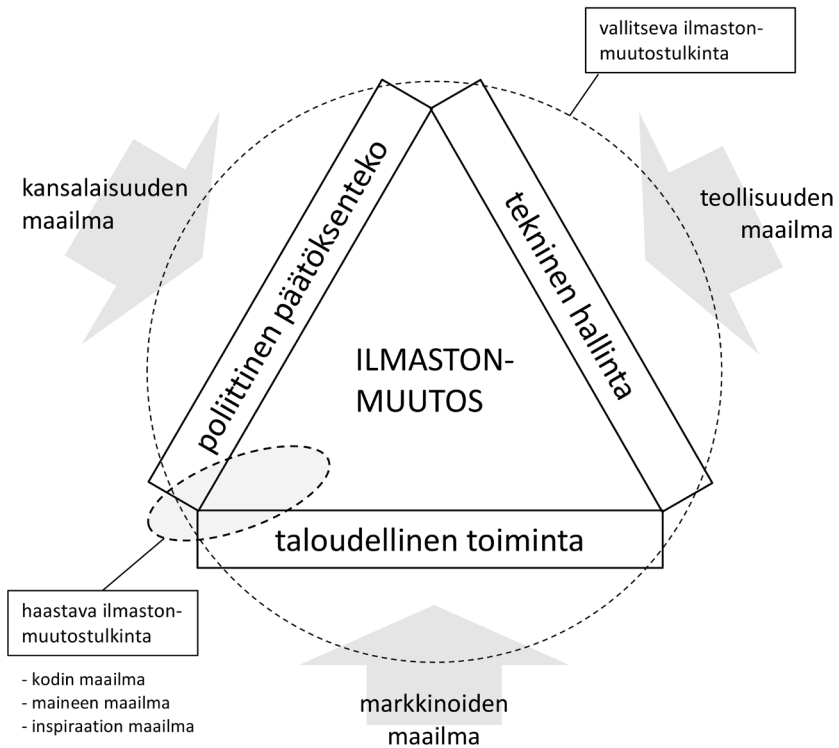 vallitseva ilmaston-
muutostulkinta
kansalaisuuden
maailma
teollisuuden
maailma
poliittinen päätöksenteko
tekninen hallinta
ILMASTON-
MUUTOS
taloudellinen toiminta
haastava ilmaston-
muutostulkinta
- kodin maailma
- maineen maailma
- inspiraation maailma
markkinoiden
maailma